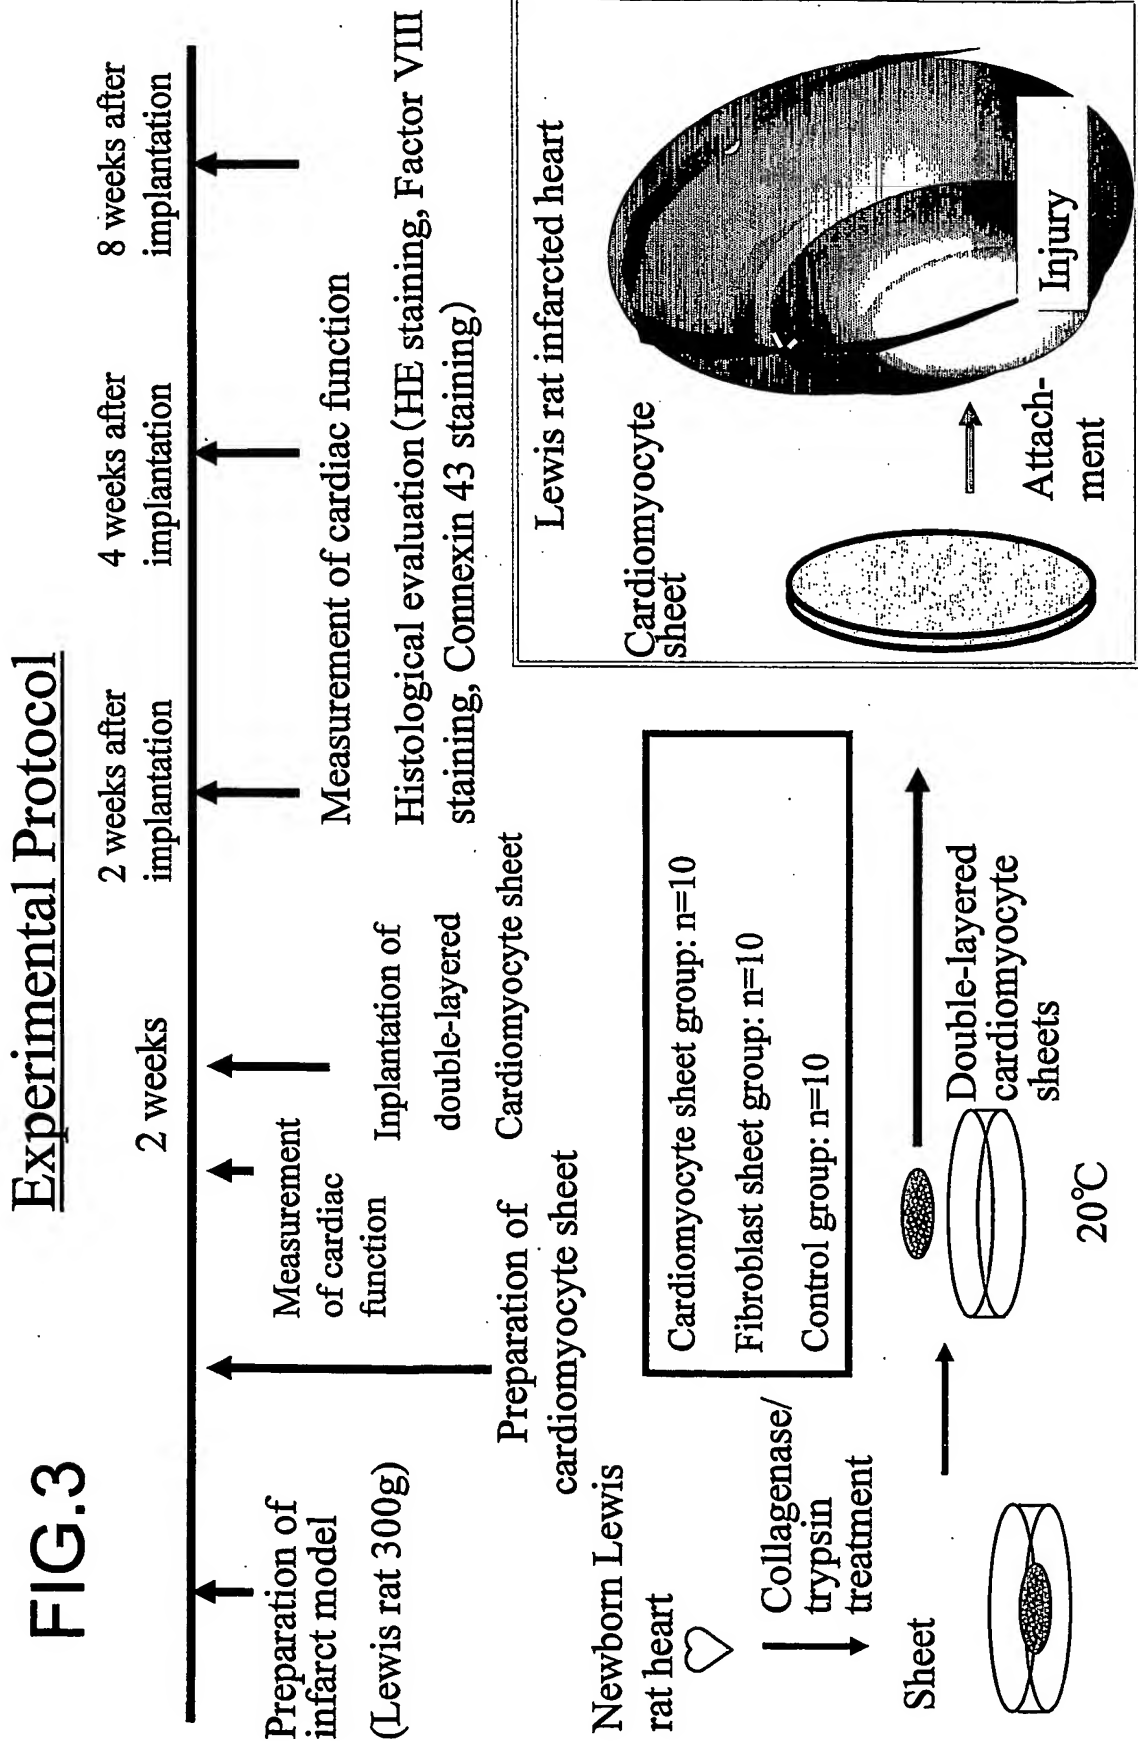 FIG.3
Experimental Protocol
2 weeks
2 weeks after
implantation
4 weeks after
implantation
8 weeks after
implantation
Preparation of
infarct model
(Lewis rat 300g)
Preparation of
cardiomyocyte sheet
Measurement
of cardiac
function
Inplantation of
double-layered
Cardiomyocyte sheet
Measurement of cardiac function
Histological evaluation (HE staining, Factor VIII
staining, Connexin 43 staining)
Newborn Lewis
rat heart
Collagenase/
trypsin
treatment
Sheet
Cardiomyocyte sheet group: n=10
Fibroblast sheet group: n=10
Control group: n=10
20°C
Double-layered
cardiomyocyte
sheets
Lewis rat infarcted heart
Cardiomyocyte
sheet
Attach-
ment
Injury